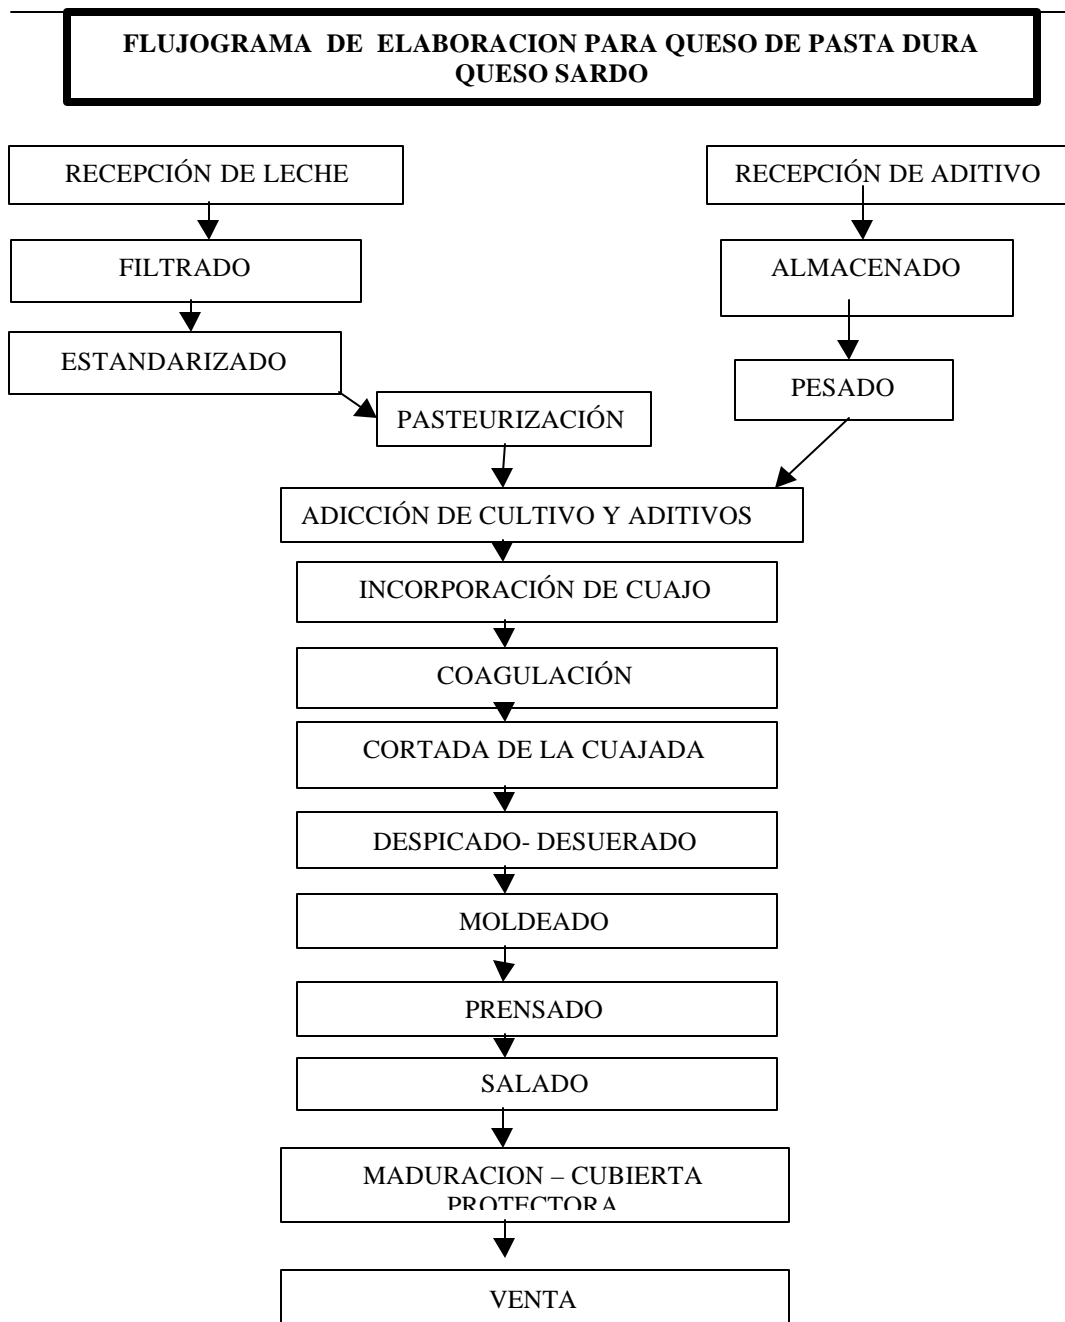 FLUJOGRAMA DE ELABORACION PARA QUESO DE PASTA DURA
QUESO SARDO
RECEPCIÓN DE LECHE
RECEPCIÓN DE ADITIVO
FILTRADO
ALMACENADO
ESTANDARIZADO
PESADO
PASTEURIZACIÓN
ADICCIÓN DE CULTIVO Y ADITIVOS
INCORPORACIÓN DE CUAJO
COAGULACIÓN
CORTADA DE LA CUAJADA
DESPICADO- DESUERADO
MOLDEADO
PRENSADO
SALADO
MADURACION – CUBIERTA
PROTECTORA
VENTA